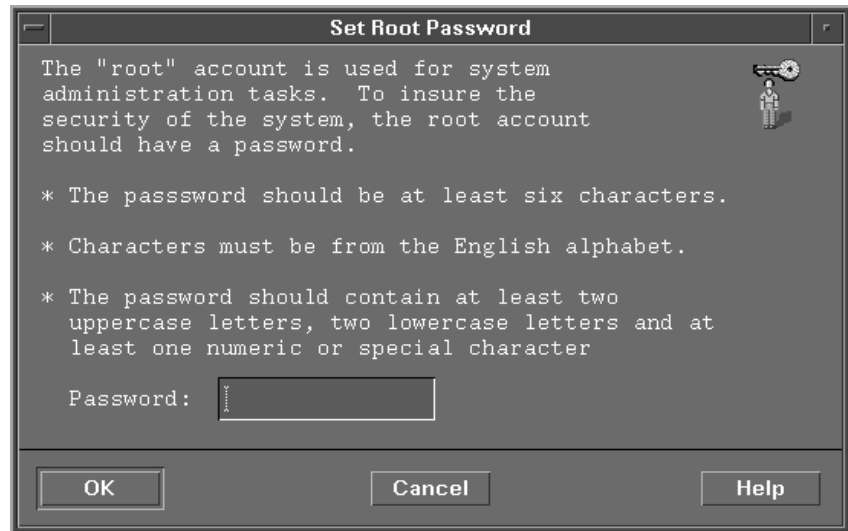 Set Root Password
The "root" account is used for system
administration tasks. To insure the
security of the system, the root account
should have a password.
* The passsword should be at least six characters.
* Characters must be from the English alphabet.
* The password should contain at least two
uppercase letters, two lowercase letters and at
least one numeric or special character
Password:
OK Cancel Help